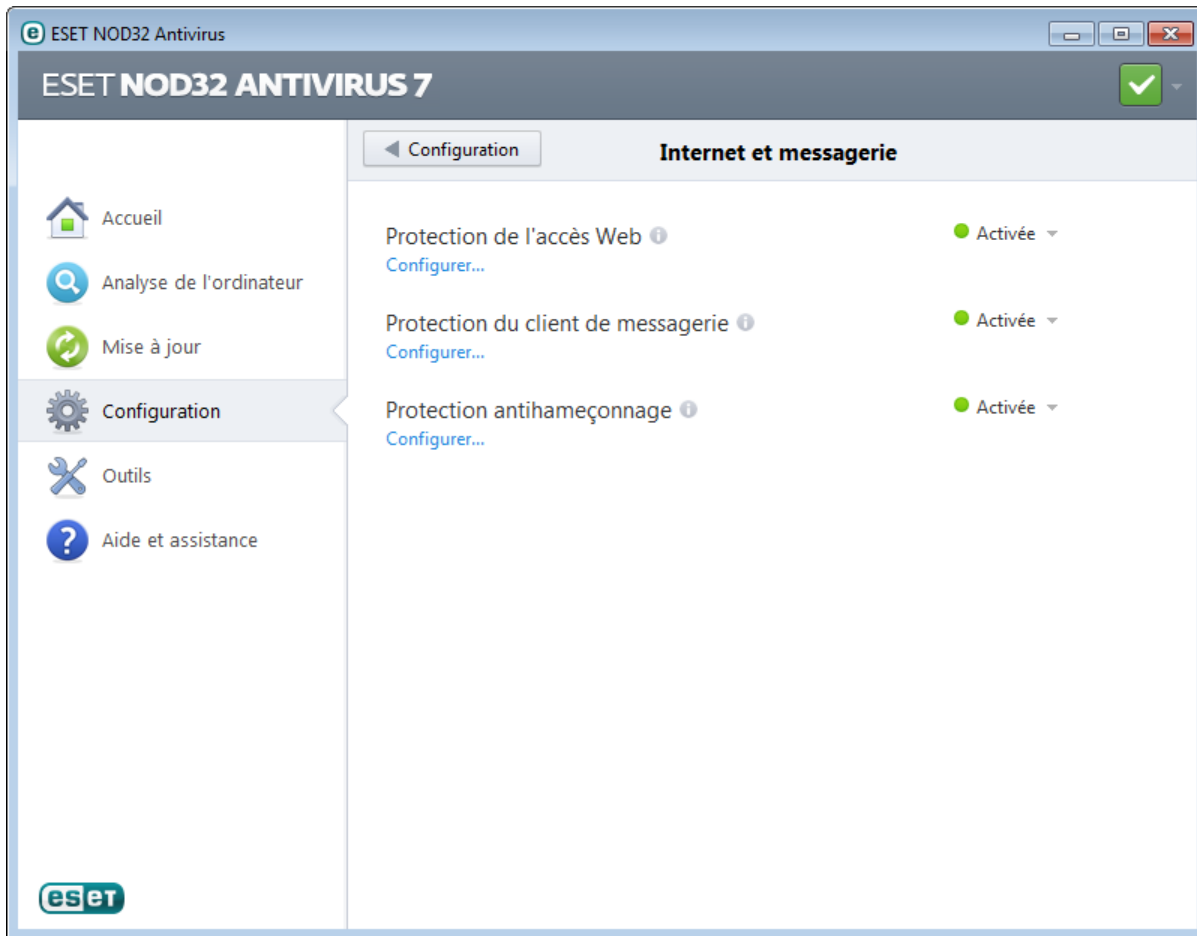 ESET NOD32 Antivirus
ESET NOD32 ANTIVIRUS 7
Configuration
Internet et messagerie
Accueil
Analyse de l'ordinateur
Mise à jour
Configuration
Outils
Aide et assistance
Protection de l'accès Web
Activée
Configurer...
Protection du client de messagerie
Activée
Configurer...
Protection antihameçonnage
Activée
Configurer...
eseT